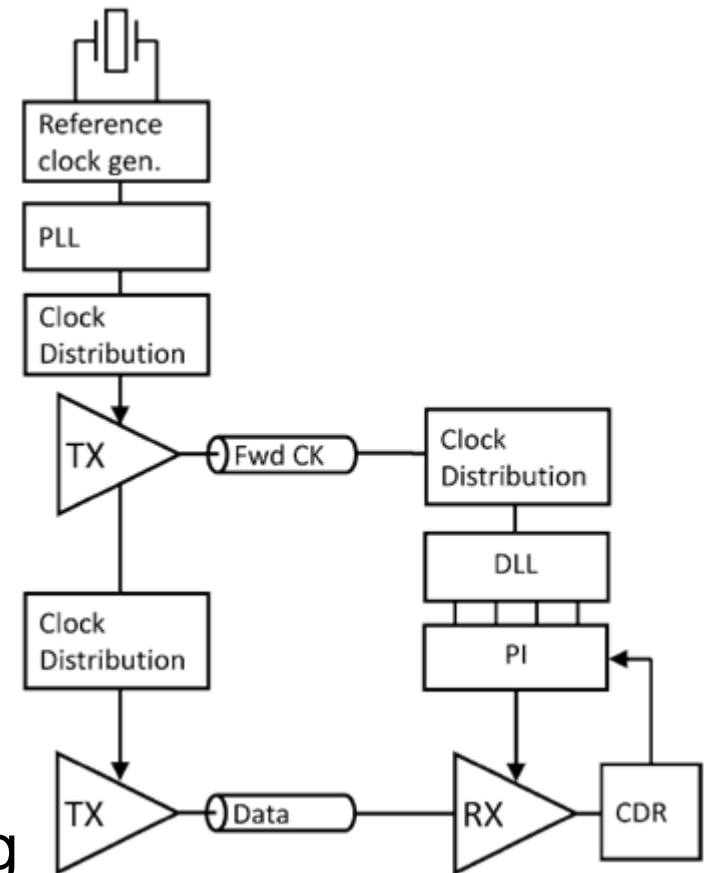 Reference
clock gen.
PLL
Clock
Distribution
TX
Fwd CK
Clock
Distribution
DLL
Clock
Distribution
PI
TX
Data
RX
CDR
g